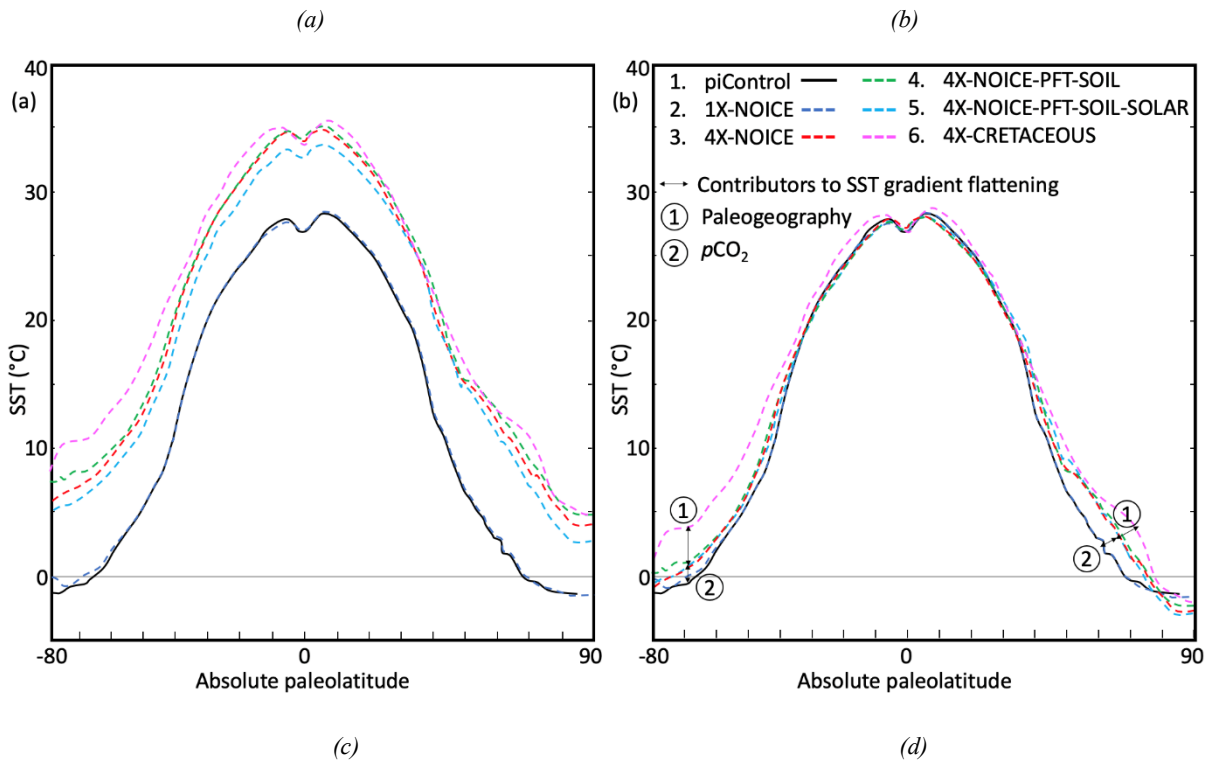 (a)
(b)
40
(a)
30
20
10
0
SST (°C)
-80
0
90
Absolute paleolatitude
40
(b)
1. piControl
2. 1X-NOICE
3. 4X-NOICE
4. 4X-NOICE-PFT-SOIL
5. 4X-NOICE-PFT-SOIL-SOLAR
6. 4X-CRETACEOUS
Contributors to SST gradient flattening
1 Paleogeography
2 pCO₂
30
20
10
0
SST (°C)
1
2
2
1
-80
0
90
Absolute paleolatitude
(c)
(d)